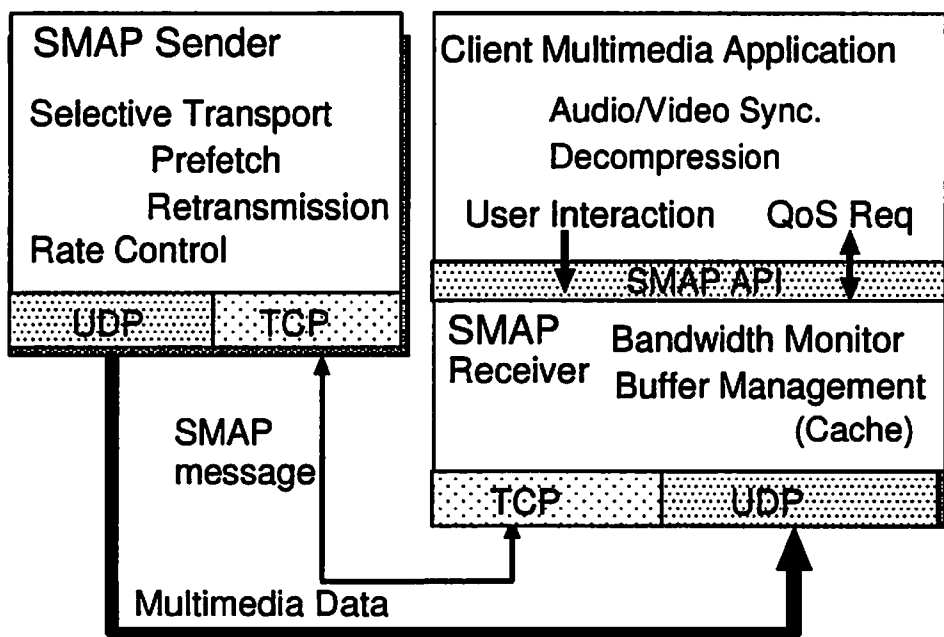 SMAP Sender
Selective Transport
Prefetch
Retransmission
Rate Control
UDP
TCP
Client Multimedia Application
Audio/Video Sync.
Decompression
User Interaction
QoS Req
SMAP API
SMAP
Receiver
Bandwidth Monitor
Buffer Management
(Cache)
TCP
UDP
SMAP
message
Multimedia Data